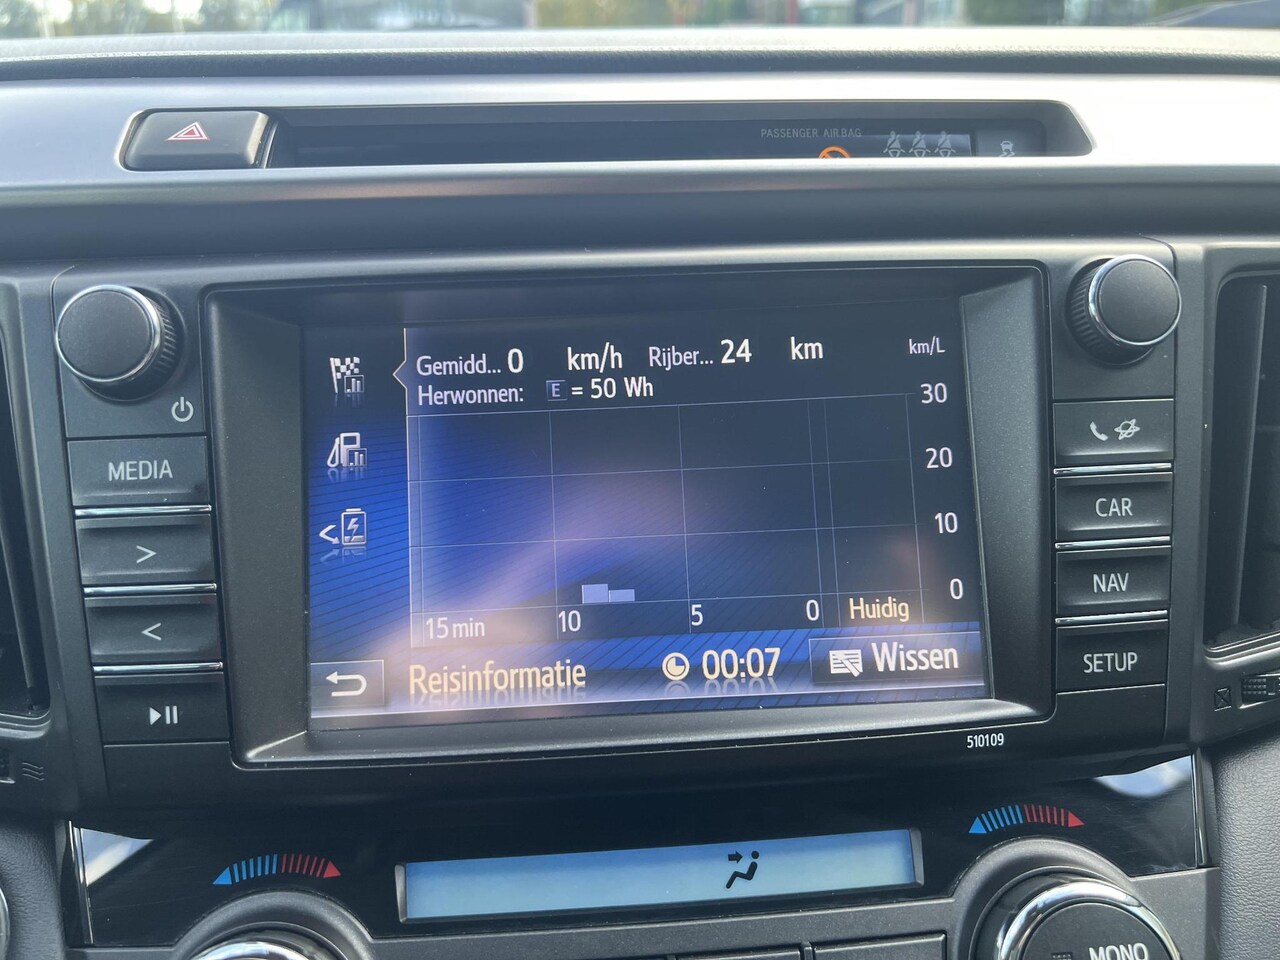 PASSENGER AIR BAG
Gemidd... 0 km/h Rijber... 24 km km/L
Herwonnen: E = 50 Wh
30
20
10
0
15 min 10 5 0 Huidig
Reisinformatie 00:07 Wissen
MEDIA
>
<
CAR
NAV
SETUP
510109
MONO